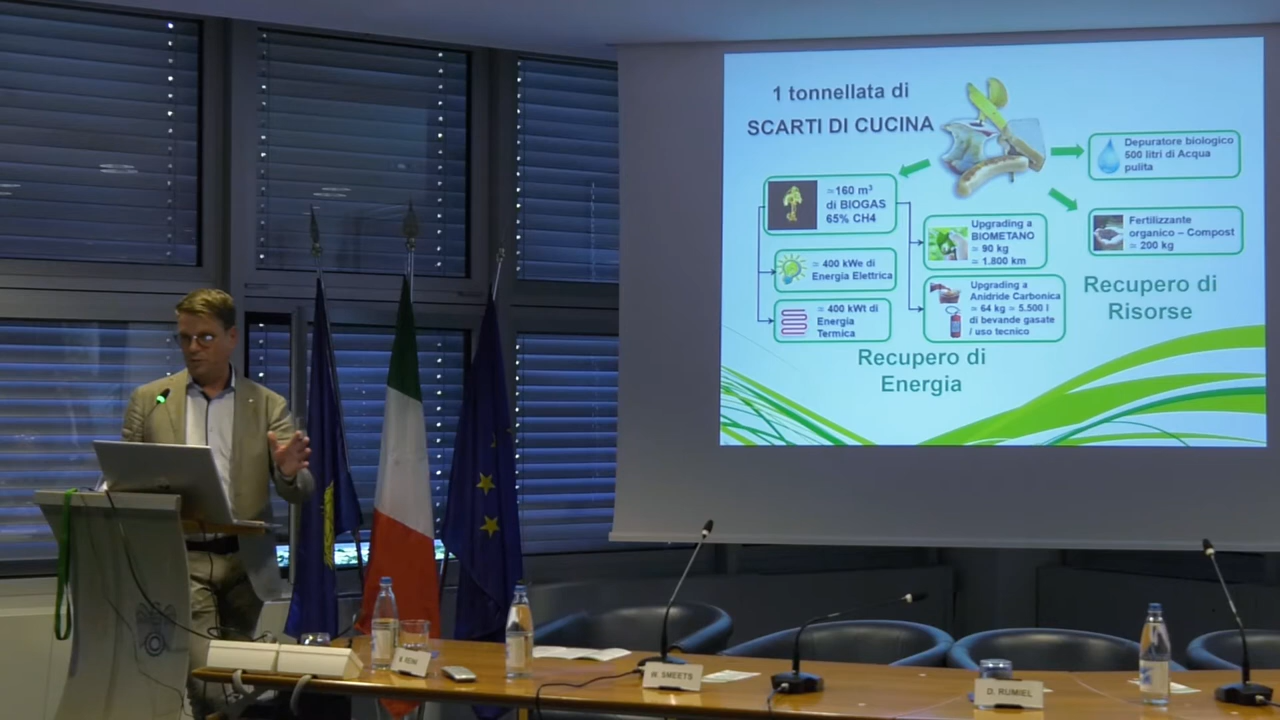 1 tonnellata di
SCARTI DI CUCINA
Depuratore biologico
500 litri di Acqua
pulita
≃160 m³
di BIOGAS
65% CH4
Upgrading a
BIOMETANO
≃ 90 kg
≃ 1.800 km
Fertilizzante
organico – Compost
≃ 200 kg
≃ 400 kWe di
Energia Elettrica
Upgrading a
Anidride Carbonica
≃ 64 kg ≃ 5.500 l
di bevande gasate
/ uso tecnico
≃ 400 kWt di
Energia
Termica
Recupero di
Risorse
Recupero di
Energia
W. SMEETS
D. RUMIEL